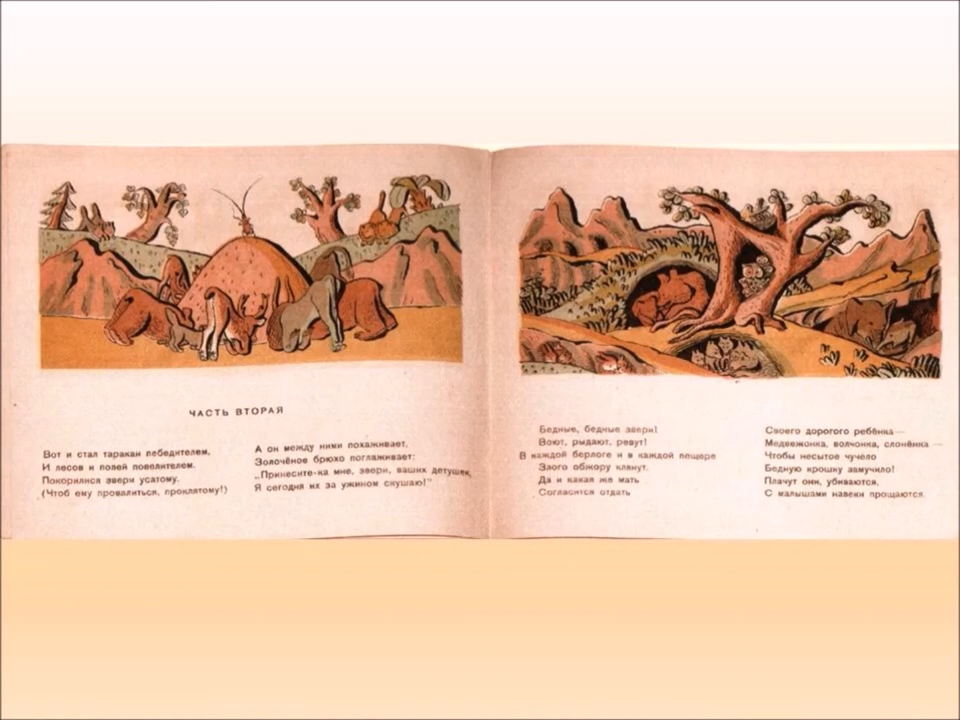 ЧАСТЬ ВТОРАЯ
Вот и стал таракан победителем,
И лесов и полей повелителем.
Покорилися звери усатому.
(Чтоб ему провалиться, проклятому!)
А он между ними похаживает,
Золочёное брюхо поглаживает:
„Принесите-ка мне, звери, ваших детушек,
Я сегодня их за ужином скушаю!“
Бедные, бедные звери!
Воют, рыдают, ревут!
В каждой берлоге и в каждой пещере
Злого обжору клянут.
Да и какая же мать
Согласится отдать
Своего дорогого ребёнка—
Медвежонка, волчонка, слонёнка —
Чтобы несытое чучело
Бедную крошку замучило!
Плачут они, убиваются,
С малышами навеки прощаются.